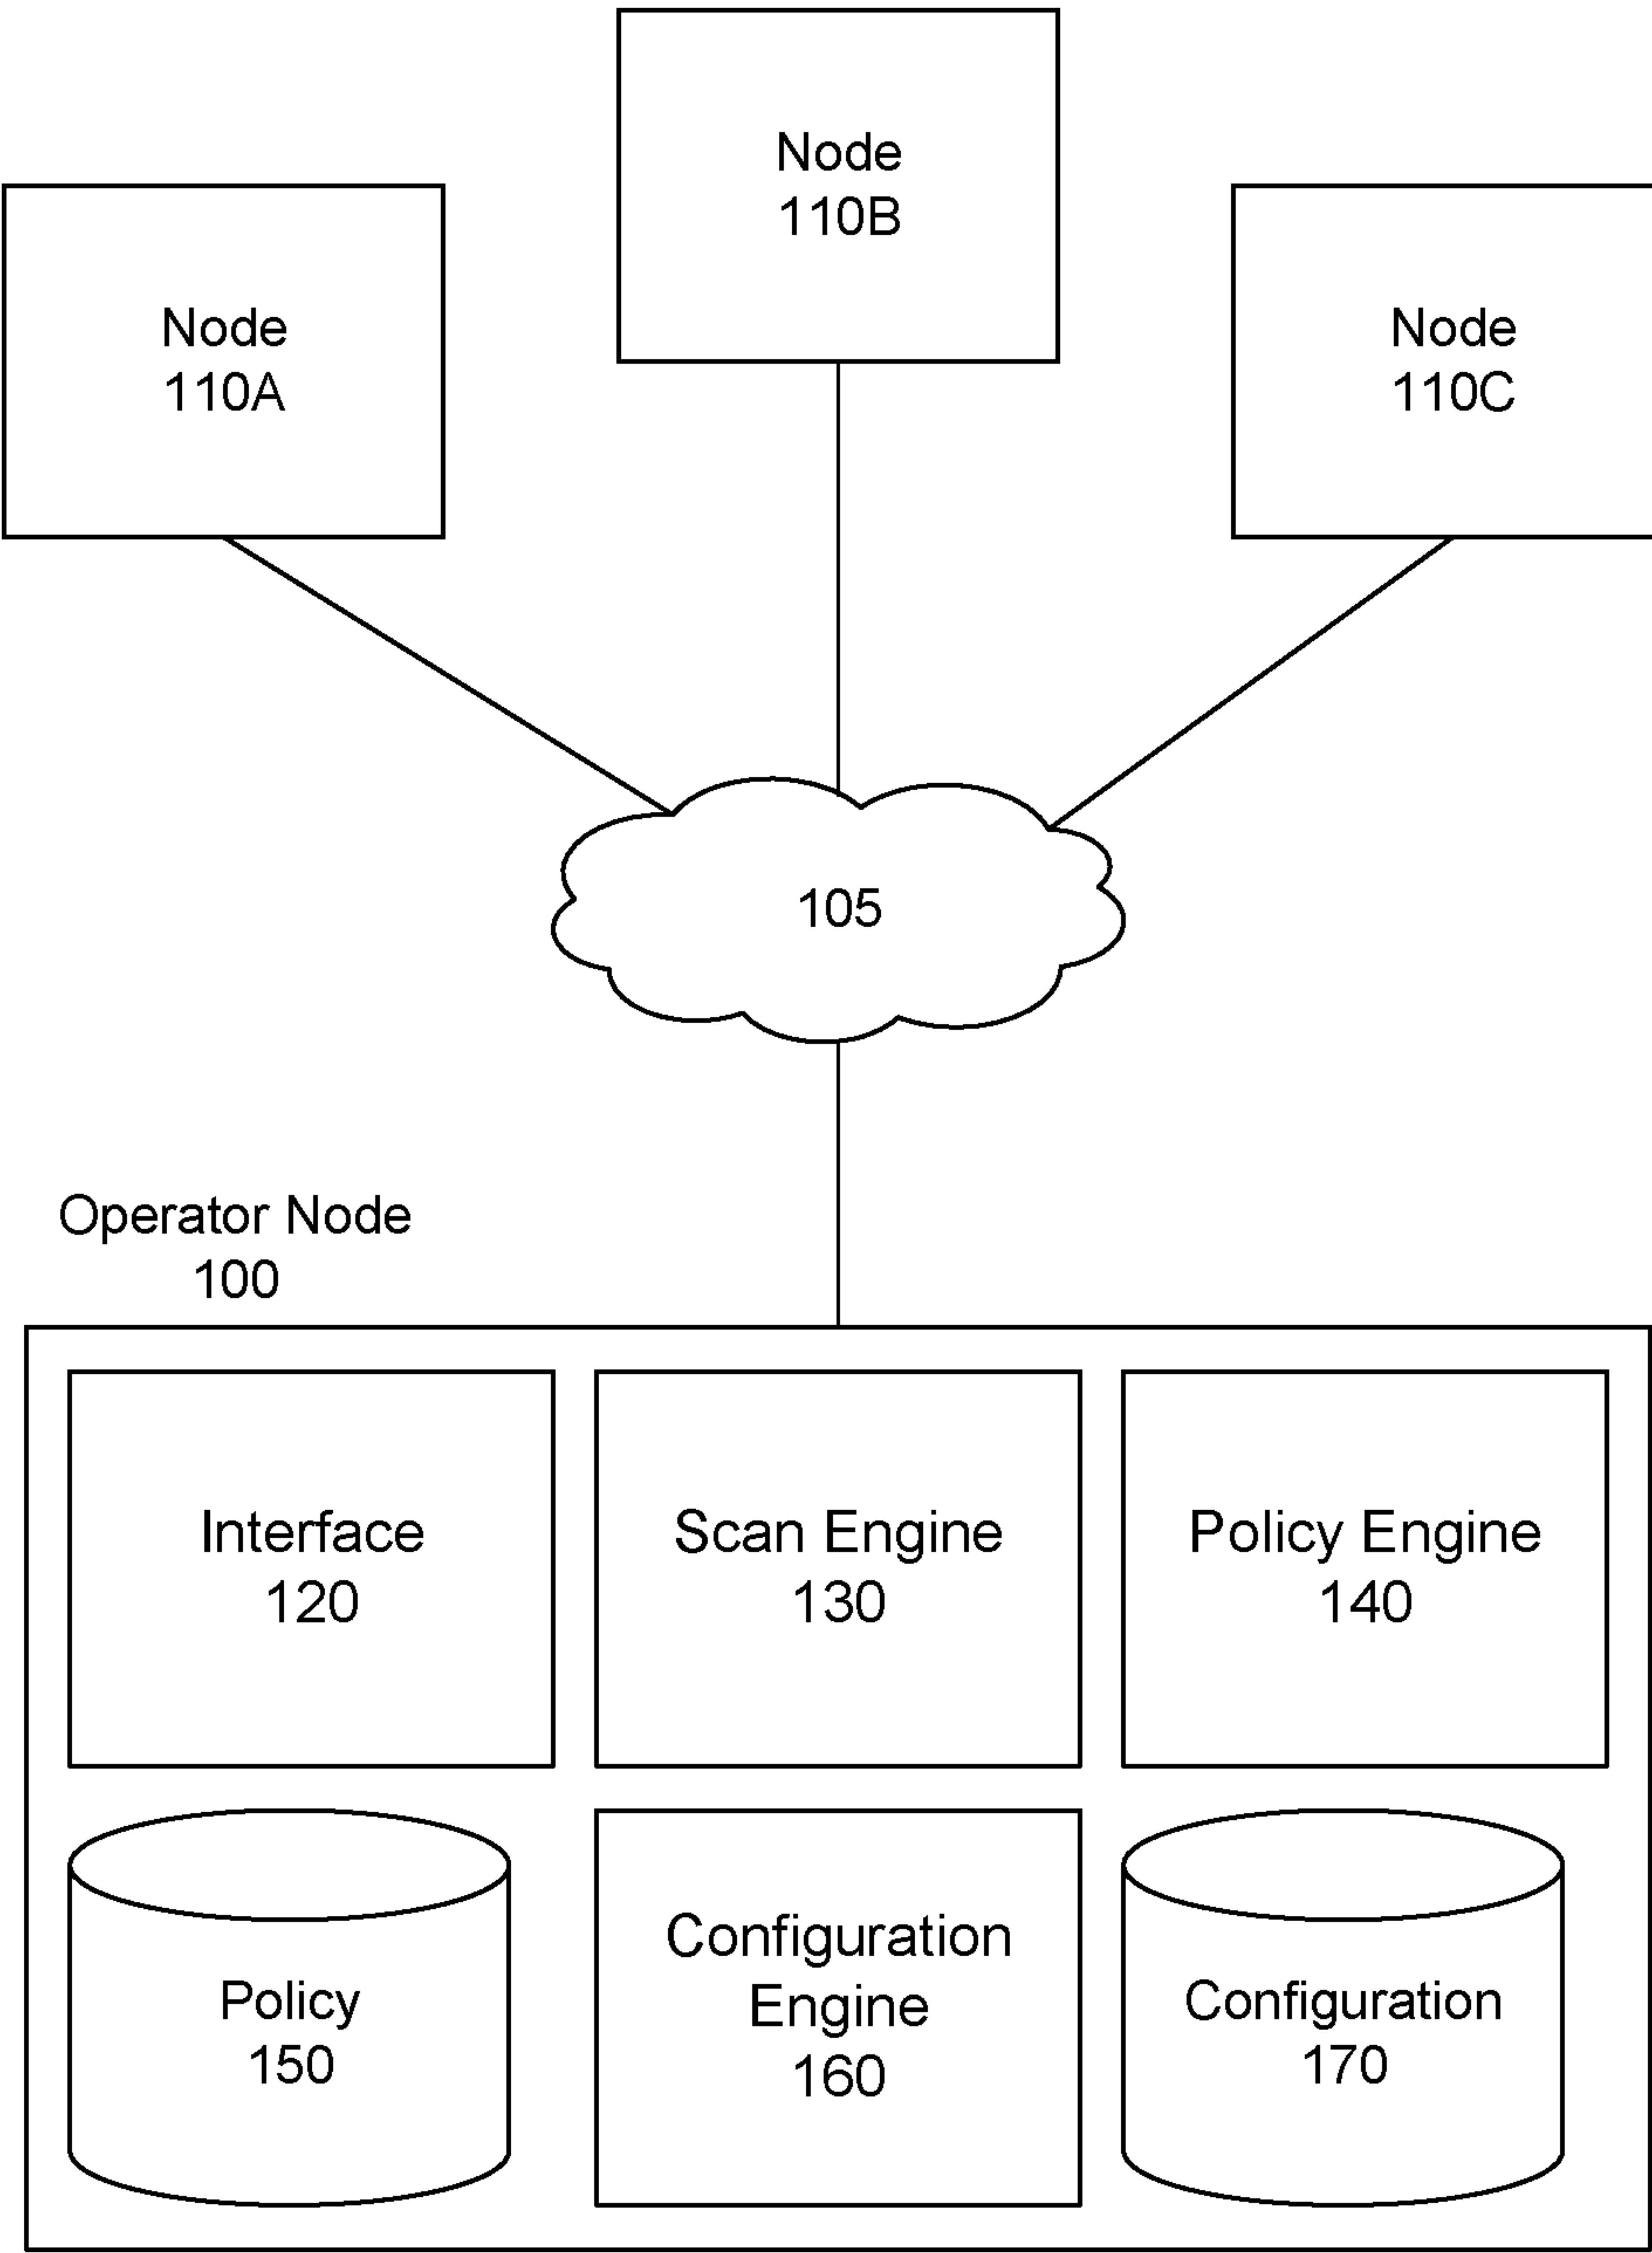 Node
110B
Node
110A
Node
110C
105
Operator Node
100
Interface
120
Scan Engine
130
Policy Engine
140
Policy
150
Configuration
Engine
160
Configuration
170